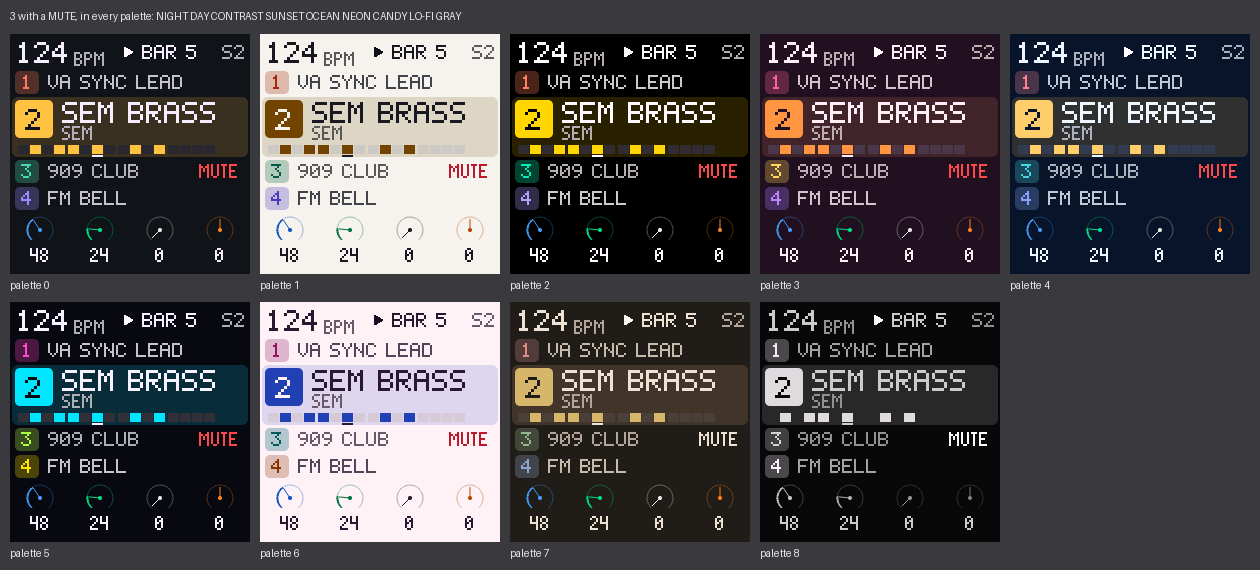 3 with a MUTE, in every palette: NIGHT DAY CONTRAST SUNSET OCEAN NEON CANDY LO-FI GRAY
124 BPM ▶ BAR 5 S2
1 VA SYNC LEAD
2 SEM BRASS
SEM
3 909 CLUB MUTE
4 FM BELL
48 24 0 0
palette 0
124 BPM ▶ BAR 5 S2
1 VA SYNC LEAD
2 SEM BRASS
SEM
3 909 CLUB MUTE
4 FM BELL
48 24 0 0
palette 1
124 BPM ▶ BAR 5 S2
1 VA SYNC LEAD
2 SEM BRASS
SEM
3 909 CLUB MUTE
4 FM BELL
48 24 0 0
palette 2
124 BPM ▶ BAR 5 S2
1 VA SYNC LEAD
2 SEM BRASS
SEM
3 909 CLUB MUTE
4 FM BELL
48 24 0 0
palette 3
124 BPM ▶ BAR 5 S2
1 VA SYNC LEAD
2 SEM BRASS
SEM
3 909 CLUB MUTE
4 FM BELL
48 24 0 0
palette 4
124 BPM ▶ BAR 5 S2
1 VA SYNC LEAD
2 SEM BRASS
SEM
3 909 CLUB MUTE
4 FM BELL
48 24 0 0
palette 5
124 BPM ▶ BAR 5 S2
1 VA SYNC LEAD
2 SEM BRASS
SEM
3 909 CLUB MUTE
4 FM BELL
48 24 0 0
palette 6
124 BPM ▶ BAR 5 S2
1 VA SYNC LEAD
2 SEM BRASS
SEM
3 909 CLUB MUTE
4 FM BELL
48 24 0 0
palette 7
124 BPM ▶ BAR 5 S2
1 VA SYNC LEAD
2 SEM BRASS
SEM
3 909 CLUB MUTE
4 FM BELL
48 24 0 0
palette 8